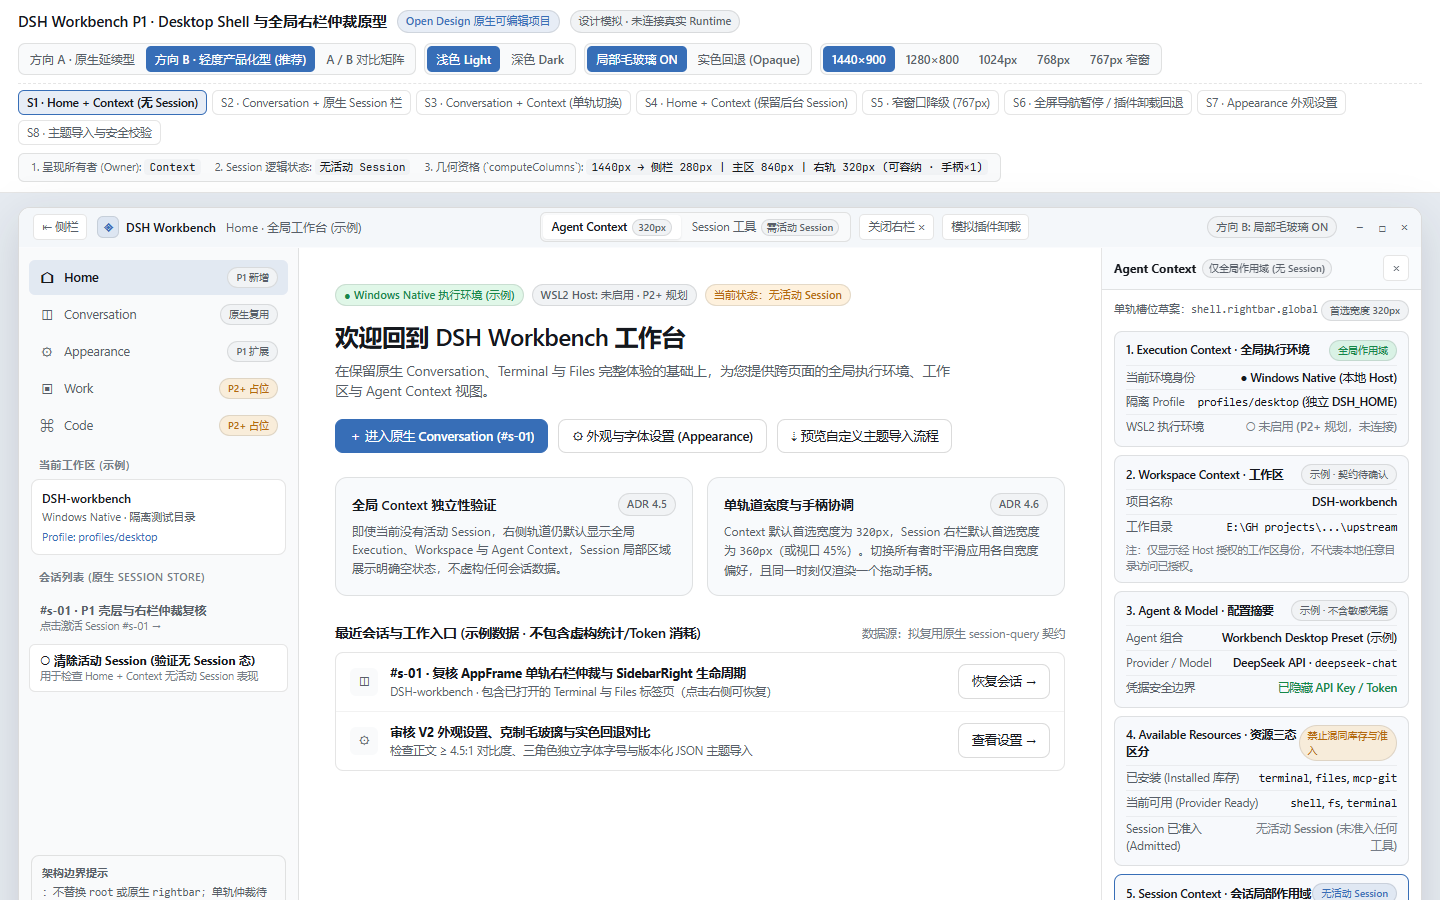 DSH Workbench P1 · Desktop Shell 与全局右栏仲裁原型 Open Design 原生可编辑项目 设计模拟 · 未连接真实 Runtime
方向 A · 原生延续型 方向 B · 轻度产品化型 (推荐) A / B 对比矩阵 浅色 Light 深色 Dark 局部毛玻璃 ON 实色回退 (Opaque) 1440×900 1280×800 1024px 768px 767px 窄窗
S1 · Home + Context (无 Session) S2 · Conversation + 原生 Session 栏 S3 · Conversation + Context (单轨切换) S4 · Home + Context (保留后台 Session) S5 · 窄窗口降级 (767px) S6 · 全屏导航暂停 / 插件卸载回退 S7 · Appearance 外观设置
S8 · 主题导入与安全校验
1. 呈现所有者 (Owner): Context 2. Session 逻辑状态: 无活动 Session 3. 几何资格 (`computeColumns`): 1440px → 侧栏 280px | 主区 840px | 右轨 320px (可容纳 · 手柄×1)
⇤ 侧栏 DSH Workbench Home · 全局工作台 (示例) Agent Context 320px Session 工具 需活动 Session 关闭右栏 × 模拟插件卸载 方向 B: 局部毛玻璃 ON
Home P1 新增
Conversation 原生复用
Appearance P1 扩展
Work P2+ 占位
Code P2+ 占位
当前工作区 (示例)
DSH-workbench
Windows Native · 隔离测试目录
Profile: profiles/desktop
会话列表 (原生 SESSION STORE)
#s-01 · P1 壳层与右栏仲裁复核
点击激活 Session #s-01 →
○ 清除活动 Session (验证无 Session 态)
用于检查 Home + Context 无活动 Session 表现
架构边界提示
：不替换 root 或原生 rightbar；单轨仲裁待
● Windows Native 执行环境 (示例) WSL2 Host: 未启用 · P2+ 规划 当前状态：无活动 Session
欢迎回到 DSH Workbench 工作台
在保留原生 Conversation、Terminal 与 Files 完整体验的基础上，为您提供跨页面的全局执行环境、工作
区与 Agent Context 视图。
+ 进入原生 Conversation (#s-01) ⚙ 外观与字体设置 (Appearance) ⇣ 预览自定义主题导入流程
全局 Context 独立性验证 ADR 4.5
即使当前没有活动 Session，右侧轨道仍默认显示全局
Execution、Workspace 与 Agent Context，Session 局部区域
展示明确空状态，不虚构任何会话数据。
单轨道宽度与手柄协调 ADR 4.6
Context 默认首选宽度为 320px，Session 右栏默认首选宽度
为 360px（或视口 45%）。切换所有者时平滑应用各自宽度
偏好，且同一时刻仅渲染一个拖动手柄。
最近会话与工作入口 (示例数据 · 不包含虚构统计/Token 消耗) 数据源：拟复用原生 session-query 契约
#s-01 · 复核 AppFrame 单轨右栏仲裁与 SidebarRight 生命周期
DSH-workbench · 包含已打开的 Terminal 与 Files 标签页（点击右侧可恢复）
恢复会话 →
审核 V2 外观设置、克制毛玻璃与实色回退对比
检查正文 ≥ 4.5:1 对比度、三角色独立字体字号与版本化 JSON 主题导入
查看设置 →
Agent Context 仅全局作用域 (无 Session) ×
单轨槽位草案：shell.rightbar.global 首选宽度 320px
1. Execution Context · 全局执行环境 全局作用域
当前环境身份 ● Windows Native (本地 Host)
隔离 Profile profiles/desktop (独立 DSH_HOME)
WSL2 执行环境 ○ 未启用 (P2+ 规划，未连接)
2. Workspace Context · 工作区 示例 · 契约待确认
项目名称 DSH-workbench
工作目录 E:\GH projects\...\upstream
注：仅显示经 Host 授权的工作区身份，不代表本地任意目
录访问已授权。
3. Agent & Model · 配置摘要 示例 · 不含敏感凭据
Agent 组合 Workbench Desktop Preset (示例)
Provider / Model DeepSeek API · deepseek-chat
凭据安全边界 已隐藏 API Key / Token
4. Available Resources · 资源三态
区分
禁止混同库存与准
入
已安装 (Installed 库存) terminal, files, mcp-git
当前可用 (Provider Ready) shell, fs, terminal
Session 已准入
(Admitted)
无活动 Session (未准入任何
工具)
5. Session Context · 会话局部作用域 无活动 Session